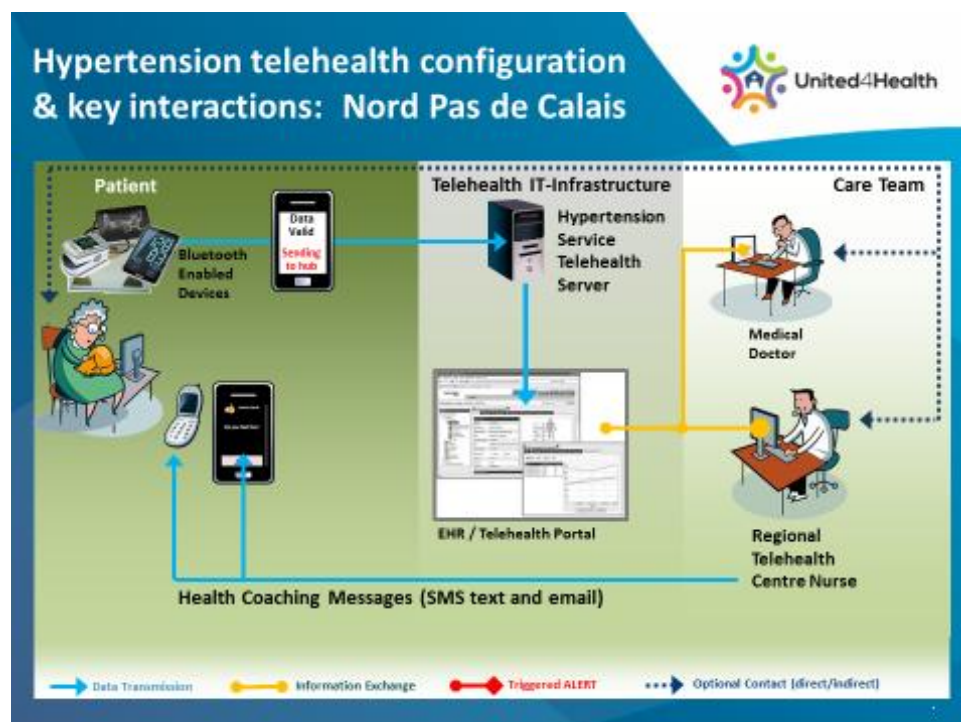 Hypertension telehealth configuration
& key interactions: Nord Pas de Calais
United4Health
Patient
Telehealth IT-Infrastructure
Care Team
Data
Valid
Sending
to hub
Bluetooth
Enabled
Devices
Hypertension
Service
Telehealth
Server
Medical
Doctor
EHR / Telehealth Portal
Regional
Telehealth
Centre Nurse
Health Coaching Messages (SMS text and email)
Data Transmission
Information Exchange
Triggered ALERT
Optional Contact (direct/indirect)